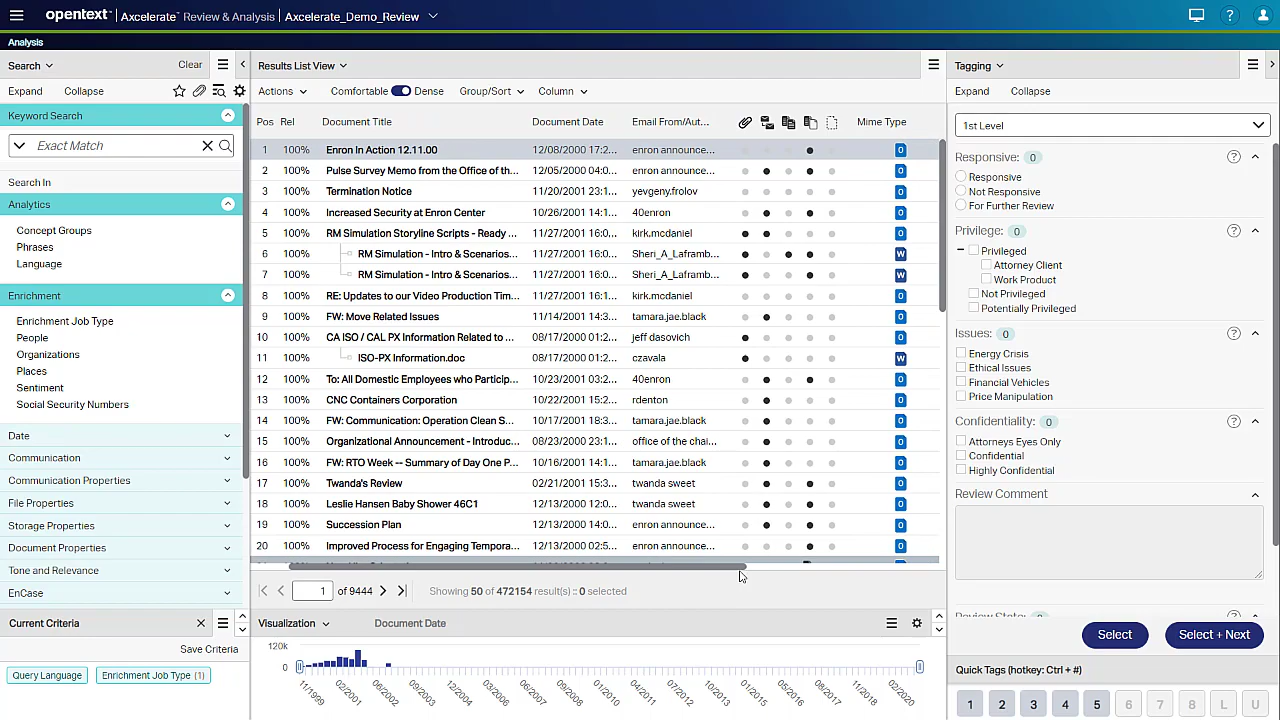 opentext™ Axcelerate™ Review & Analysis Axcelerate_Demo_Review
Analysis
Search Clear
Expand Collapse
Keyword Search
Exact Match
Search In
Analytics
Concept Groups
Phrases
Language
Enrichment
Enrichment Job Type
People
Organizations
Places
Sentiment
Social Security Numbers
Date
Communication
Communication Properties
File Properties
Storage Properties
Document Properties
Tone and Relevance
EnCase
Current Criteria
Save Criteria
Query Language Enrichment Job Type (1)
Results List View
Actions Comfortable Dense Group/Sort Column
Pos Rel Document Title Document Date Email From/Aut... Mime Type
1 100% Enron In Action 12.11.00 12/08/2000 17:2... enron announce...
2 100% Pulse Survey Memo from the Office of th... 12/05/2000 04:0... enron announce...
3 100% Termination Notice 11/20/2001 23:1... yevgeny.frolov
4 100% Increased Security at Enron Center 10/26/2001 14:1... 40enron
5 100% RM Simulation Storyline Scripts - Ready ... 11/27/2001 16:0... kirk.mcdaniel
6 100% RM Simulation - Intro & Scenarios... 11/27/2001 16:0... Sheri_A_Laframb...
7 100% RM Simulation - Intro & Scenarios... 11/27/2001 16:0... Sheri_A_Laframb...
8 100% RE: Updates to our Video Production Tim... 11/27/2001 16:1... kirk.mcdaniel
9 100% FW: Move Related Issues 11/14/2001 14:3... tamara.jae.black
10 100% CA ISO / CAL PX Information Related to ... 08/17/2000 01:2... jeff dasovich
11 100% ISO-PX Information.doc 08/17/2000 01:2... czavala
12 100% To: All Domestic Employees who Particip... 10/23/2001 03:2... 40enron
13 100% CNC Containers Corporation 10/22/2001 15:2... rdenton
14 100% FW: Communication: Operation Clean S... 10/17/2001 18:3... tamara.jae.black
15 100% Organizational Announcement - Introduc... 08/23/2000 23:1... office of the chai...
16 100% FW: RTO Week -- Summary of Day One P... 10/16/2001 14:1... tamara.jae.black
17 100% Twanda's Review 02/21/2001 15:3... twanda sweet
18 100% Leslie Hansen Baby Shower 46C1 12/13/2000 12:0... twanda sweet
19 100% Succession Plan 12/13/2000 14:0... enron announce...
20 100% Improved Process for Engaging Tempora... 12/13/2000 02:5... enron announce...
1 of 9444 Showing 50 of 472154 result(s) :: 0 selected
Visualization Document Date
120k
0
11/1999 02/2001 06/2002 09/2003 12/2004 03/2006 06/2007 10/2008 01/2010 04/2011 07/2012 10/2013 01/2015 05/2016 08/2017 11/2018 03/2020
Tagging
Expand Collapse
1st Level
Responsive: 0
Responsive
Not Responsive
For Further Review
Privilege: 0
Privileged
Attorney Client
Work Product
Not Privileged
Potentially Privileged
Issues: 0
Energy Crisis
Ethical Issues
Financial Vehicles
Price Manipulation
Confidentiality: 0
Attorneys Eyes Only
Confidential
Highly Confidential
Review Comment
Select Select + Next
Quick Tags (hotkey: Ctrl + #)
1 2 3 4 5 6 7 8 L U